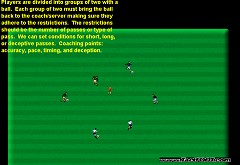 Players are divided into groups of two with a
ball. Each group of two must bring the ball
back to the coach/server making sure they
adhere to the restrictions. The restrictions
should be the number of passes or type of
pass. We can set conditions for short, long,
or deceptive passes. Coaching points:
accuracy, pace, timing, and deception.